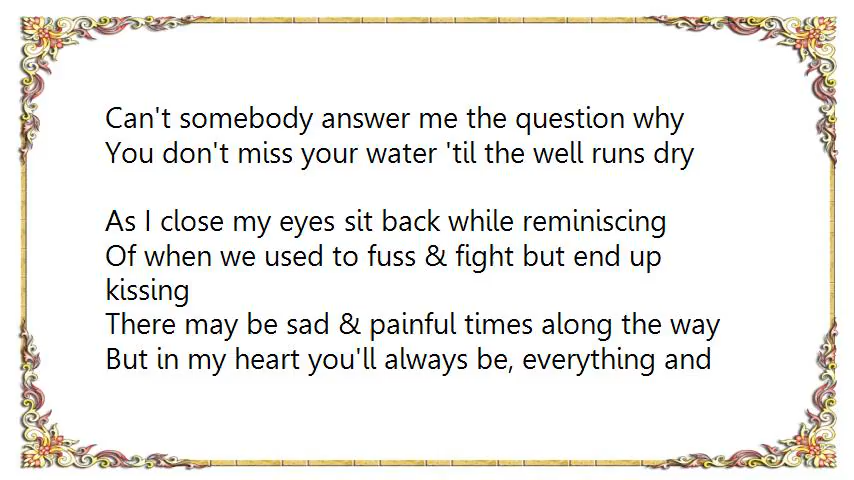 Can't somebody answer me the question why
You don't miss your water 'til the well runs dry

As I close my eyes sit back while reminiscing
Of when we used to fuss & fight but end up
kissing
There may be sad & painful times along the way
But in my heart you'll always be, everything and